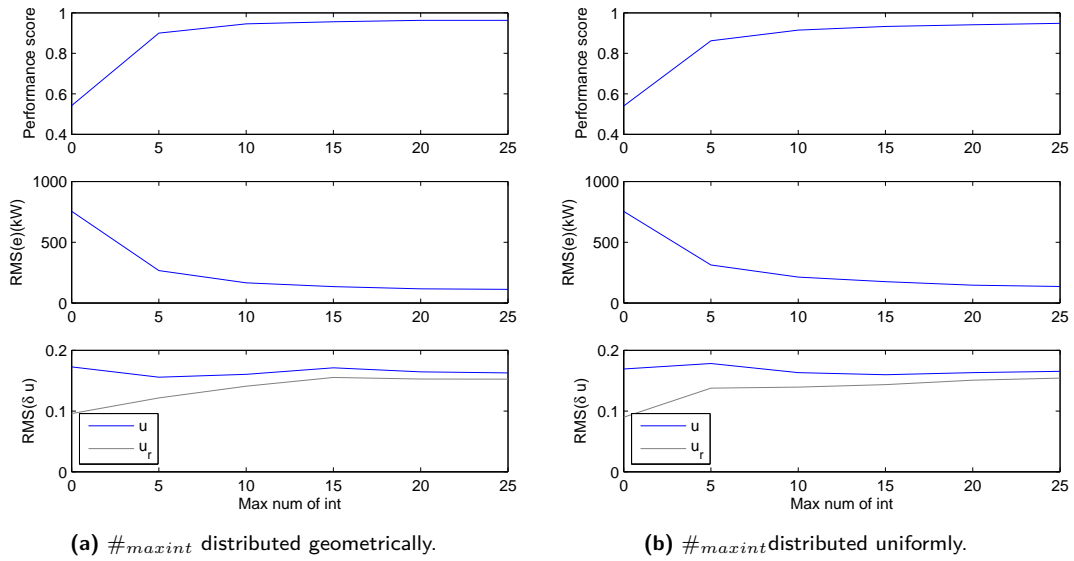 Performance score
1
0.8
0.6
0.4
0 5 10 15 20 25
RMS(e)(kW)
1000
500
0
0 5 10 15 20 25
RMS(δ u)
0.2
0.1
0
u
u_r
0 5 10 15 20 25
Max num of int
(a) #maxint distributed geometrically.
Performance score
1
0.8
0.6
0.4
0 5 10 15 20 25
RMS(e)(kW)
1000
500
0
0 5 10 15 20 25
RMS(δ u)
0.2
0.1
0
u
u_r
0 5 10 15 20 25
Max num of int
(b) #maxintdistributed uniformly.